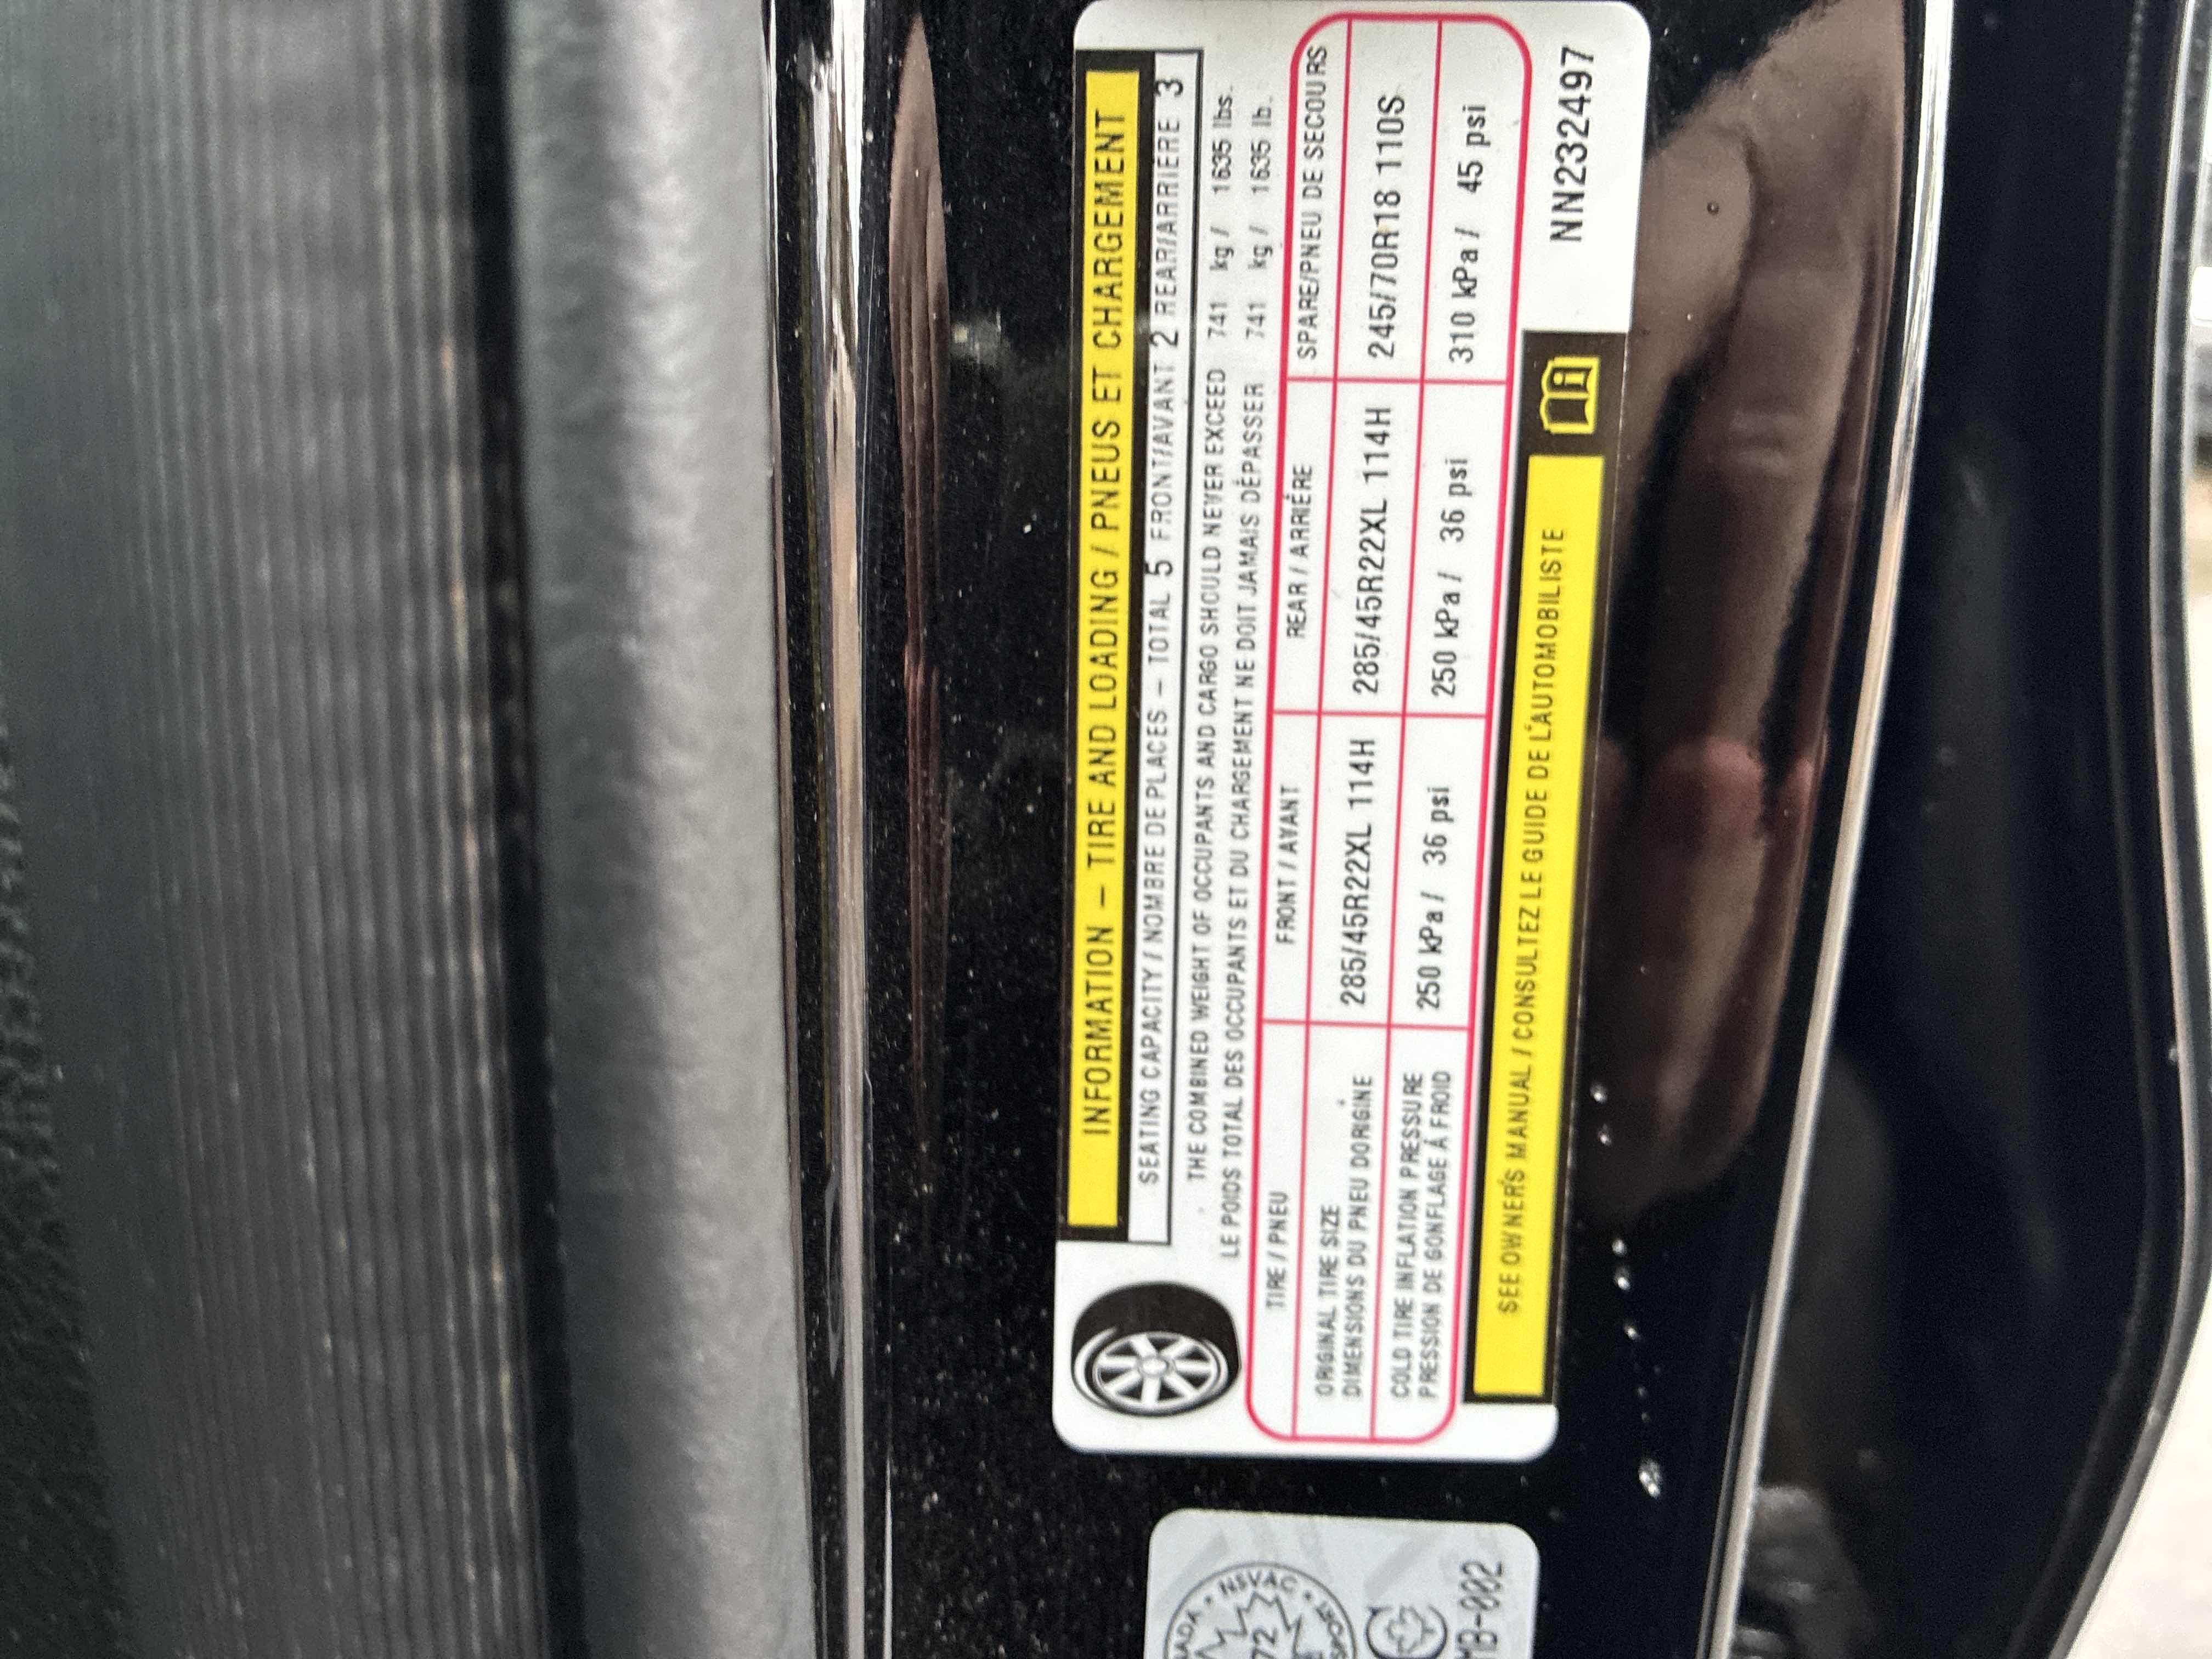 INFORMATION – TIRE AND LOADING / PNEUS ET CHARGEMENT
SEATING CAPACITY / NOMBRE DE PLACES – TOTAL 5 FRONT/AVANT 2 REAR/ARRIERE 3
THE COMBINED WEIGHT OF OCCUPANTS AND CARGO SHOULD NEVER EXCEED 741 kg / 1635 lbs.
LE POIDS TOTAL DES OCCUPANTS ET DU CHARGEMENT NE DOIT JAMAIS DÉPASSER 741 kg / 1635 lb.
TIRE / PNEU FRONT / AVANT REAR / ARRIÉRE SPARE/PNEU DE SECOURS
ORIGINAL TIRE SIZE
DIMENSIONS DU PNEU DORIGINE 285/45R22XL 114H 285/45R22XL 114H 245/70R18 110S
COLD TIRE INFLATION PRESSURE
PRESSION DE GONFLAGE Á FROID 250 kPa / 36 psi 250 kPa / 36 psi 310 kPa / 45 psi
SEE OWNER'S MANUAL / CONSULTEZ LE GUIDE DE L'AUTOMOBILISTE
NN232497
NSVAC